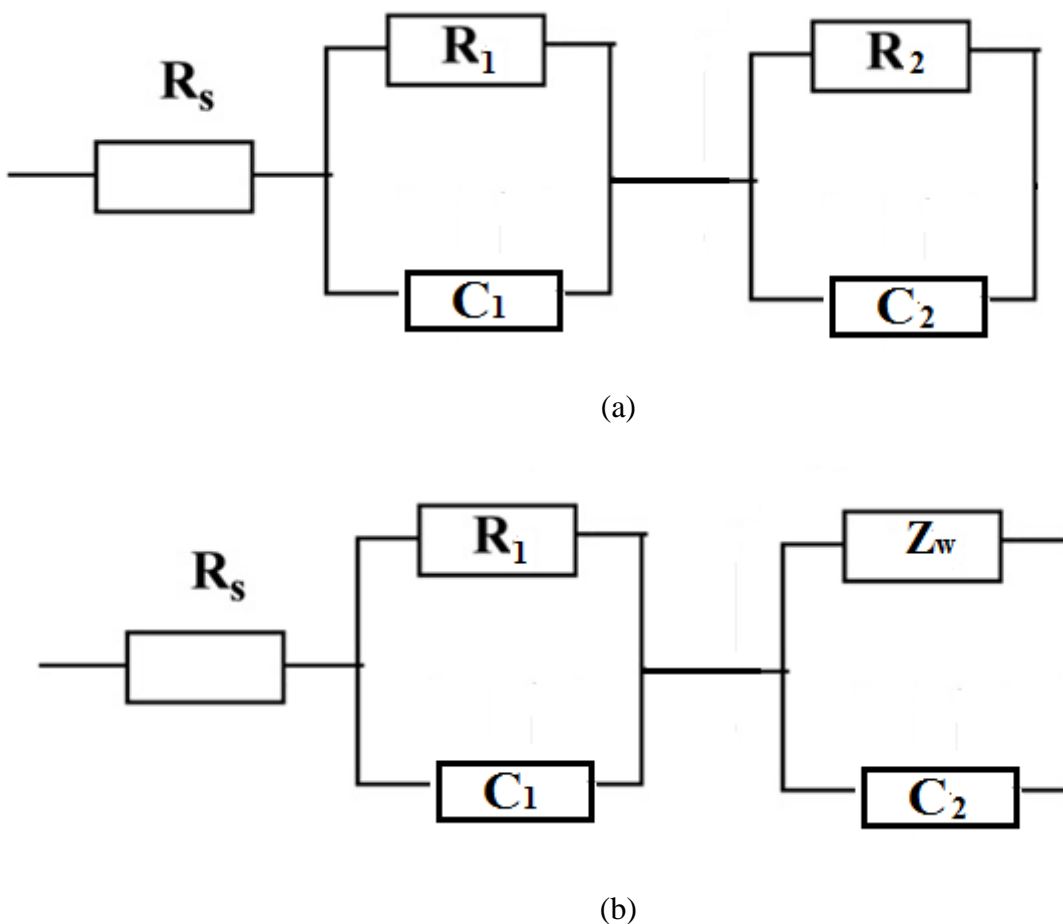 R₁ R₂
Rₛ
C₁ C₂
(a)
R₁ Zw
Rₛ
C₁ C₂
(b)